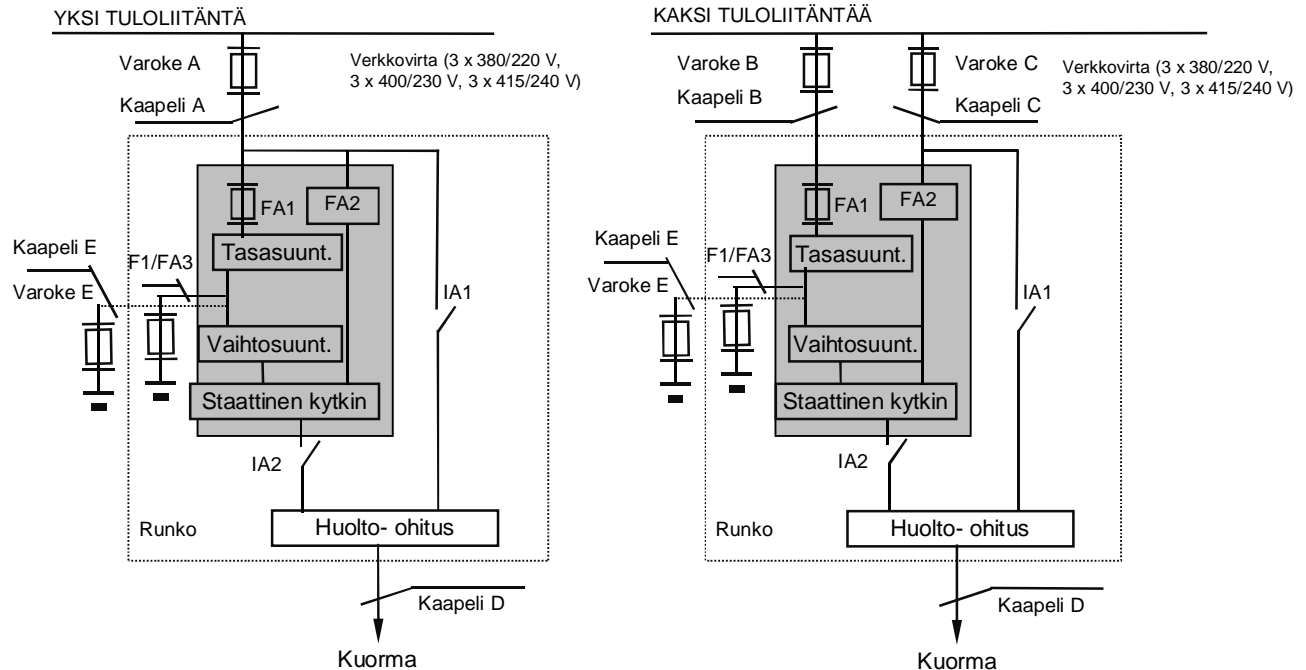 YKSI TULOLIITÄNTÄ
Varoke A
Verkkovirta (3 x 380/220 V,
3 x 400/230 V, 3 x 415/240 V)
Kaapeli A
FA1
FA2
Kaapeli E
F1/FA3
Tasasuunt.
Varoke E
IA1
Vaihtosuunt.
Staattinen kytkin
IA2
Runko
Huolto- ohitus
Kaapeli D
Kuorma
KAKSI TULOLIITÄNTÄÄ
Varoke B
Varoke C
Verkkovirta (3 x 380/220 V,
3 x 400/230 V, 3 x 415/240 V)
Kaapeli B
Kaapeli C
FA1
FA2
Kaapeli E
F1/FA3
Tasasuunt.
Varoke E
IA1
Vaihtosuunt.
Staattinen kytkin
IA2
Runko
Huolto- ohitus
Kaapeli D
Kuorma